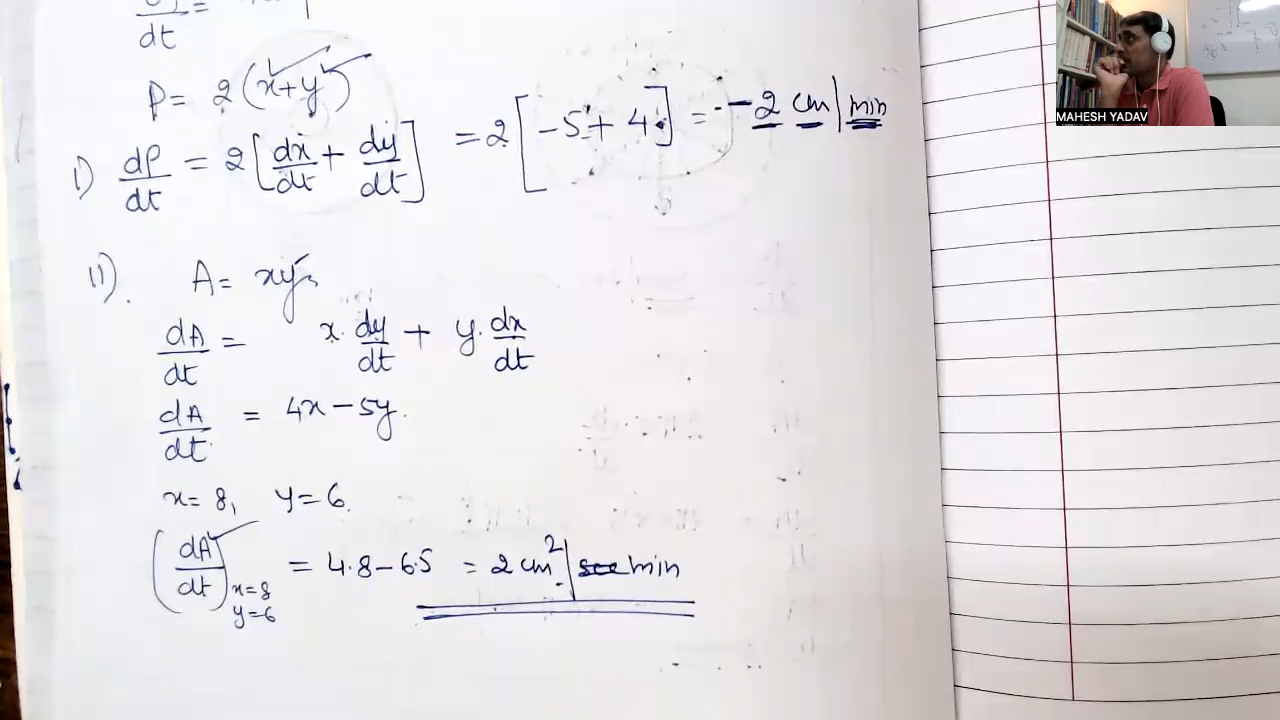 dt
P = 2(x+y)
I) dP/dt = 2[dx/dt + dy/dt] = 2[-5 + 4] = -2 cm/min
II). A = xy
dA/dt = x·dy/dt + y·dx/dt
dA/dt = 4x - 5y.
x = 8, y = 6.
(dA/dt) x=8 y=6 = 4·8 - 6·5 = 2 cm²/min
MAHESH YADAV